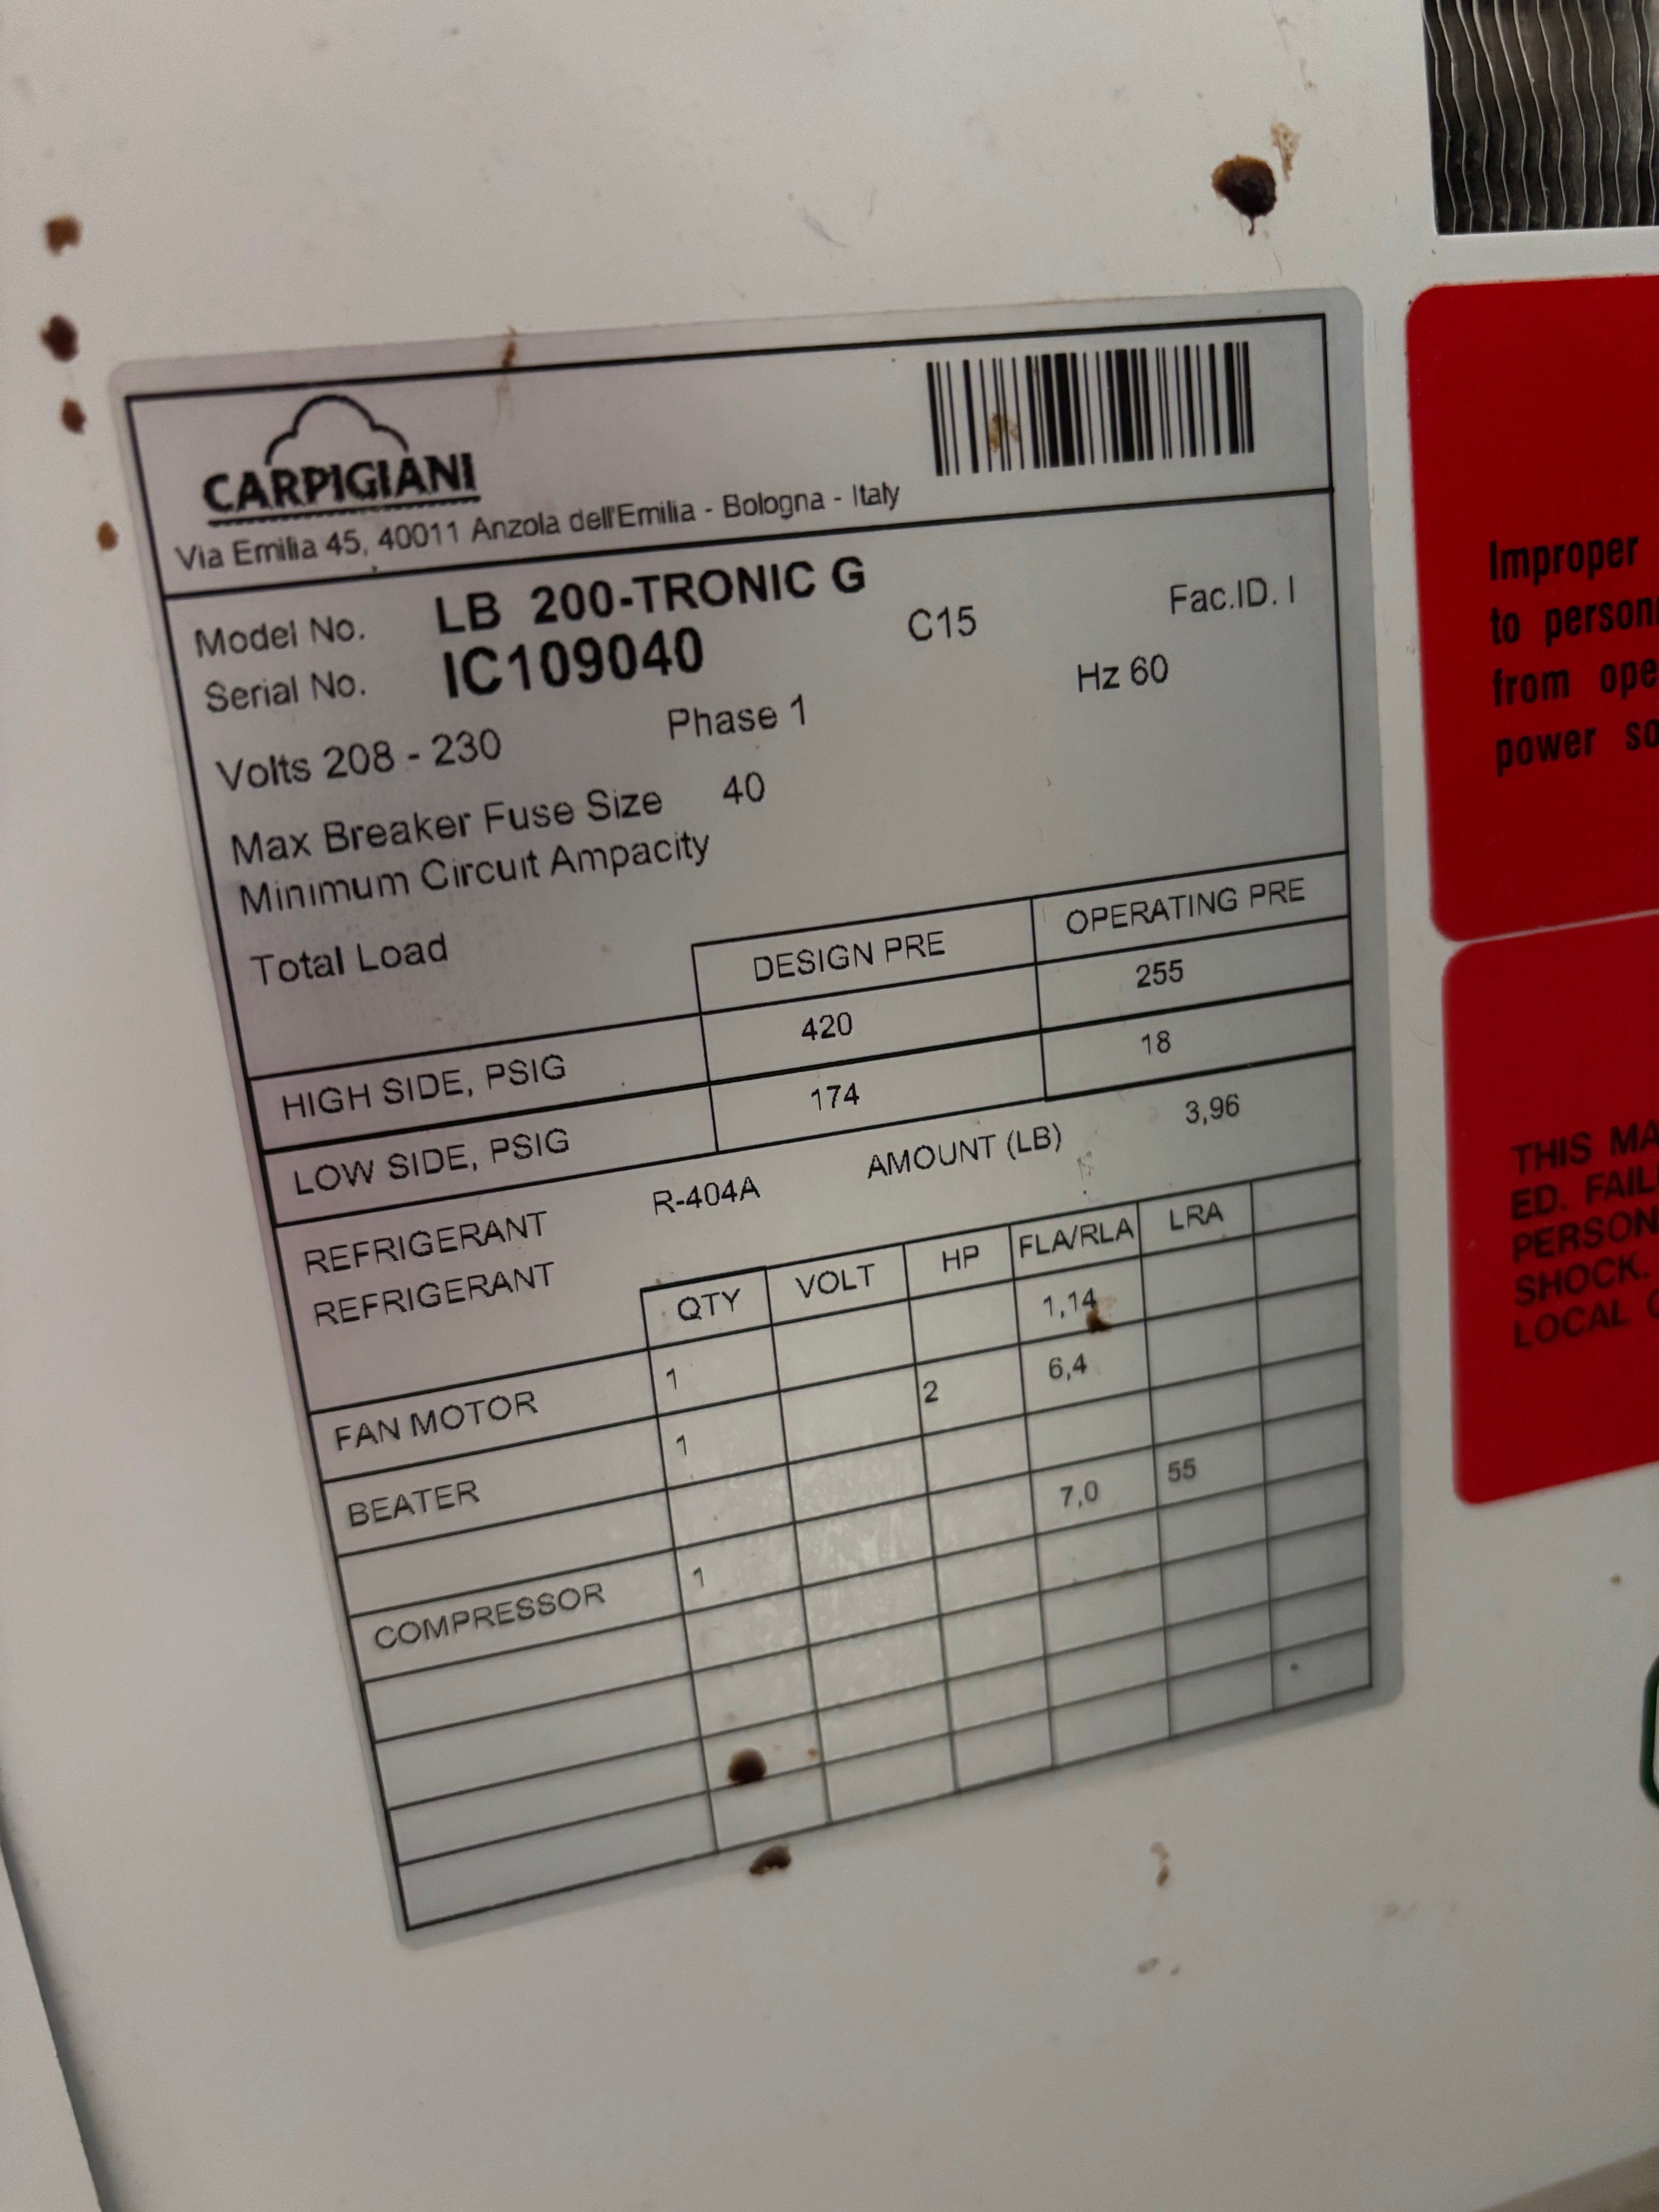 CARPIGIANI
Via Emilia 45, 40011 Anzola dell'Emilia - Bologna - Italy
Model No. LB 200-TRONIC G
Serial No. IC109040 C15 Fac.ID. I
Volts 208 - 230 Phase 1 Hz 60
Max Breaker Fuse Size 40
Minimum Circuit Ampacity
Total Load
DESIGN PRE OPERATING PRE
HIGH SIDE, PSIG 420 255
LOW SIDE, PSIG 174 18
REFRIGERANT R-404A AMOUNT (LB) 3,96
REFRIGERANT
QTY VOLT HP FLA/RLA LRA
FAN MOTOR 1 1,14
BEATER 1 2 6,4
COMPRESSOR 1 7,0 55
Improper
to person
from ope
power so
THIS MA
ED. FAIL
PERSON
SHOCK.
LOCAL